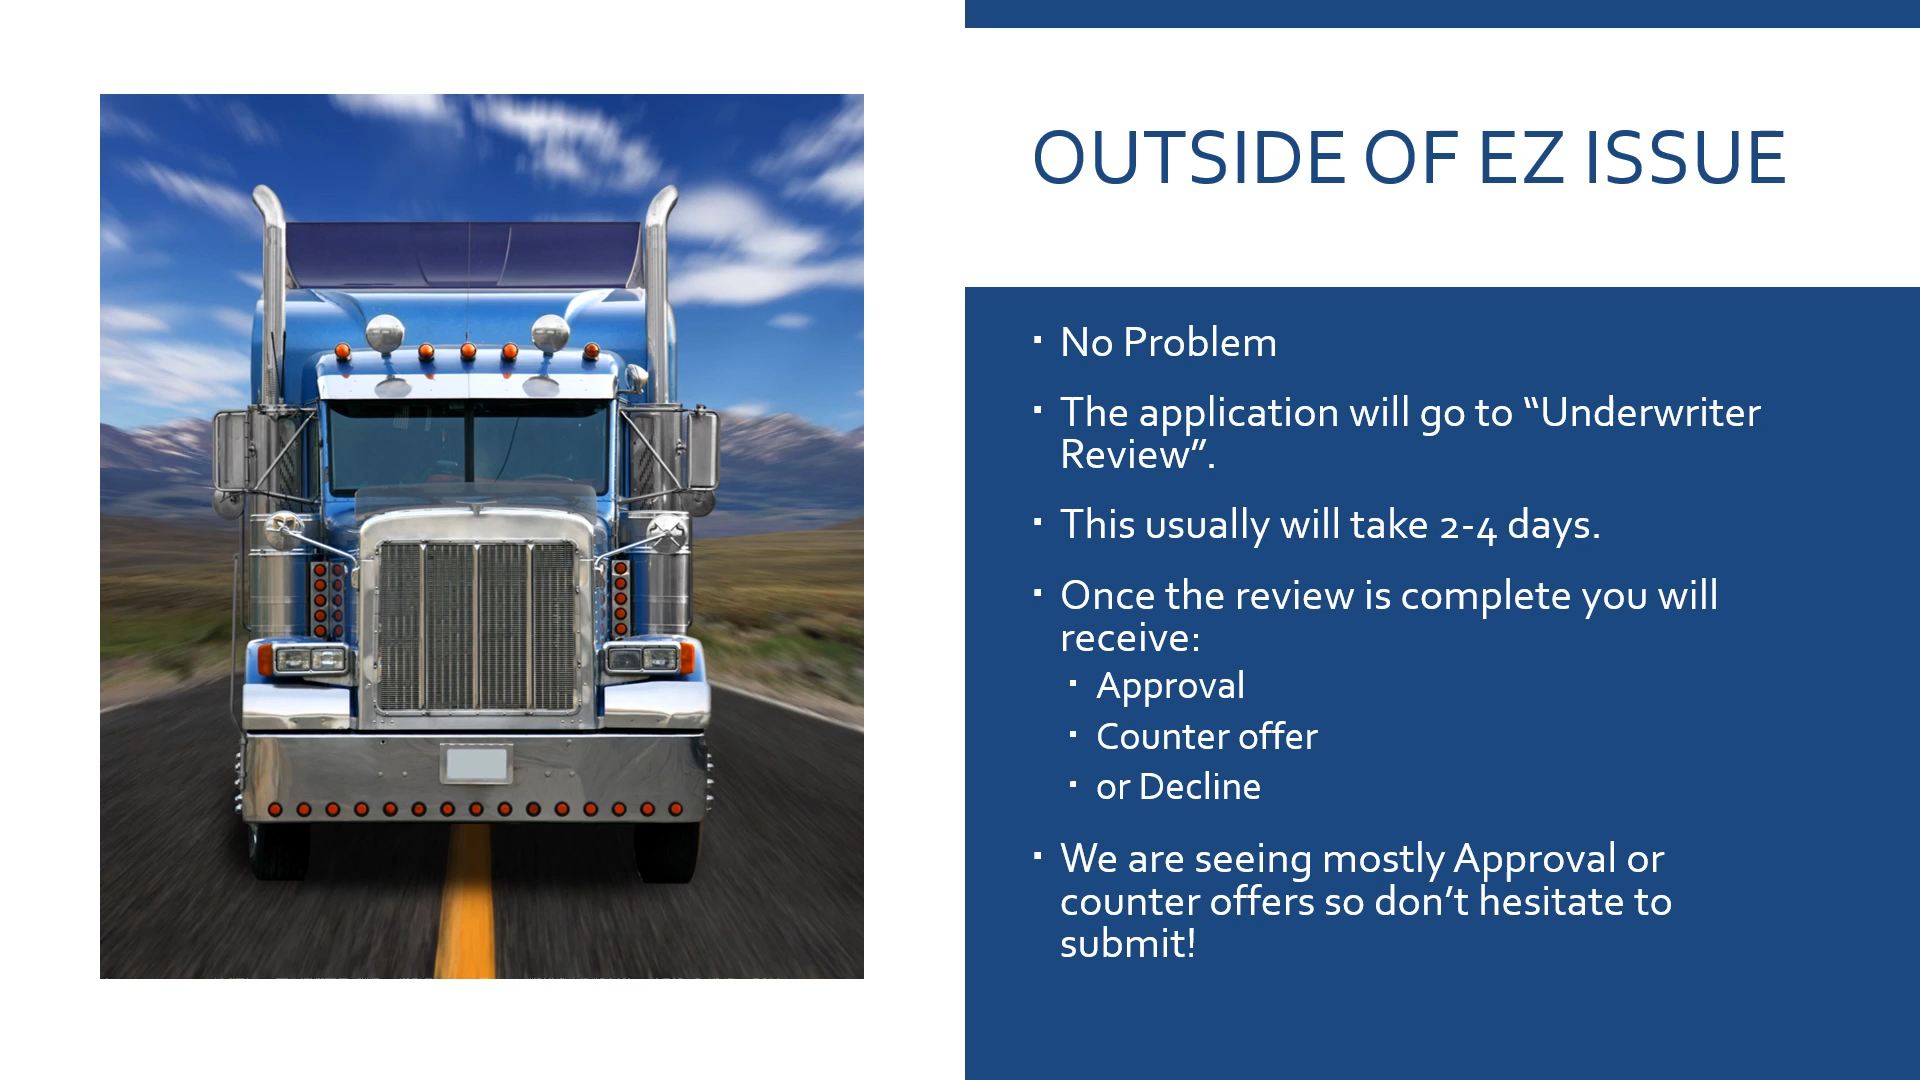 OUTSIDE OF EZ ISSUE
▪ No Problem
▪ The application will go to “Underwriter
Review”.
▪ This usually will take 2-4 days.
▪ Once the review is complete you will
receive:
▪ Approval
▪ Counter offer
▪ or Decline
▪ We are seeing mostly Approval or
counter offers so don’t hesitate to
submit!